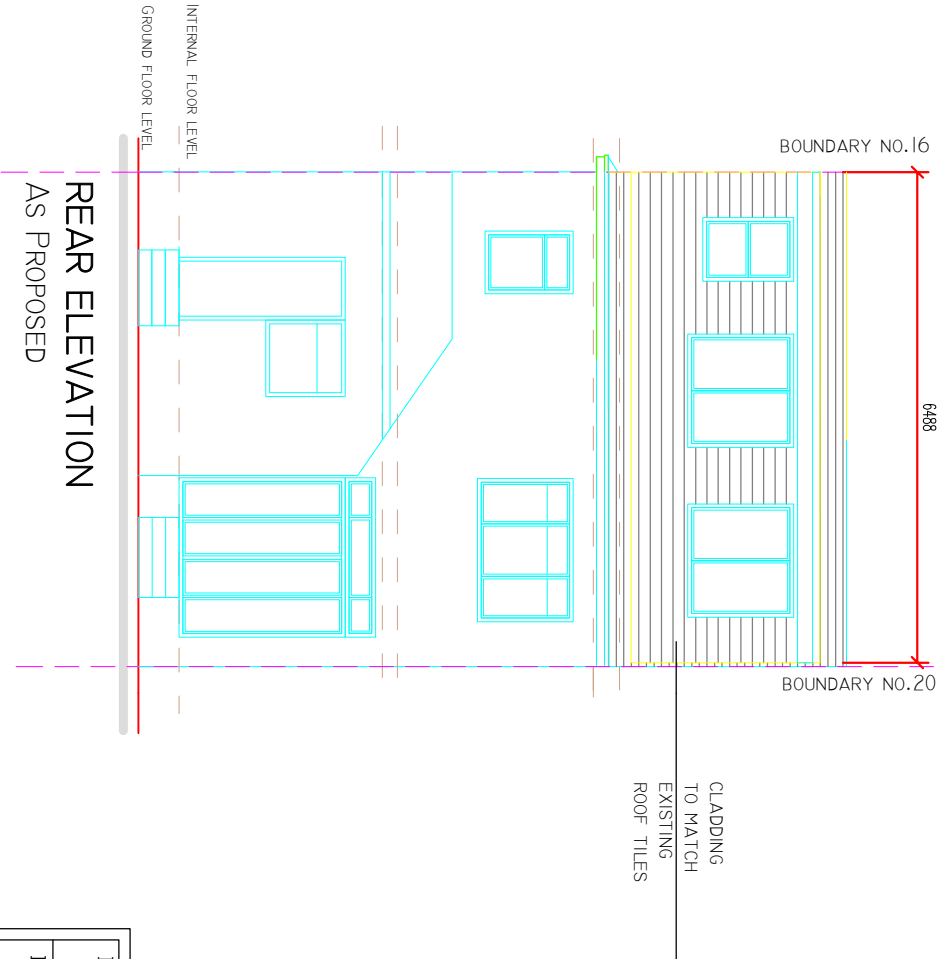 BOUNDARY NO.16
6488
BOUNDARY NO.20
CLADDING
TO MATCH
EXISTING
ROOF TILES
INTERNAL FLOOR LEVEL
GROUND FLOOR LEVEL
REAR ELEVATION
AS PROPOSED